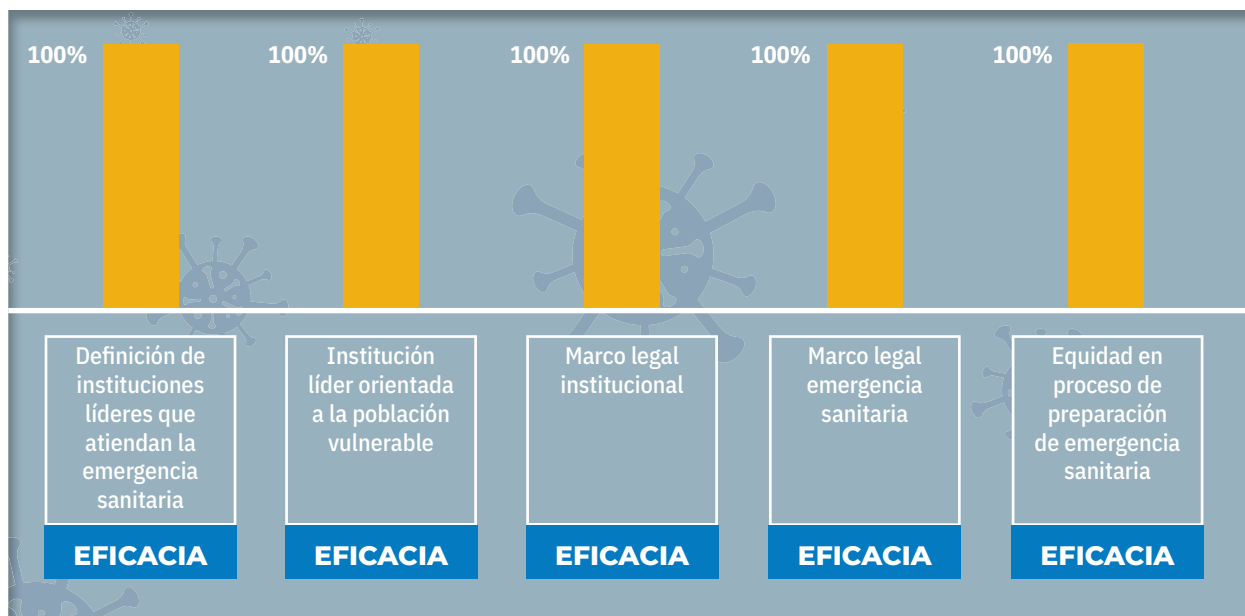 100%
100%
100%
100%
100%
Definición de
instituciones
líderes que
atiendan la
emergencia
sanitaria
EFICACIA
Institución
líder orientada
a la población
vulnerable
EFICACIA
Marco legal
institucional
EFICACIA
Marco legal
emergencia
sanitaria
EFICACIA
Equidad en
proceso de
preparación
de emergencia
sanitaria
EFICACIA